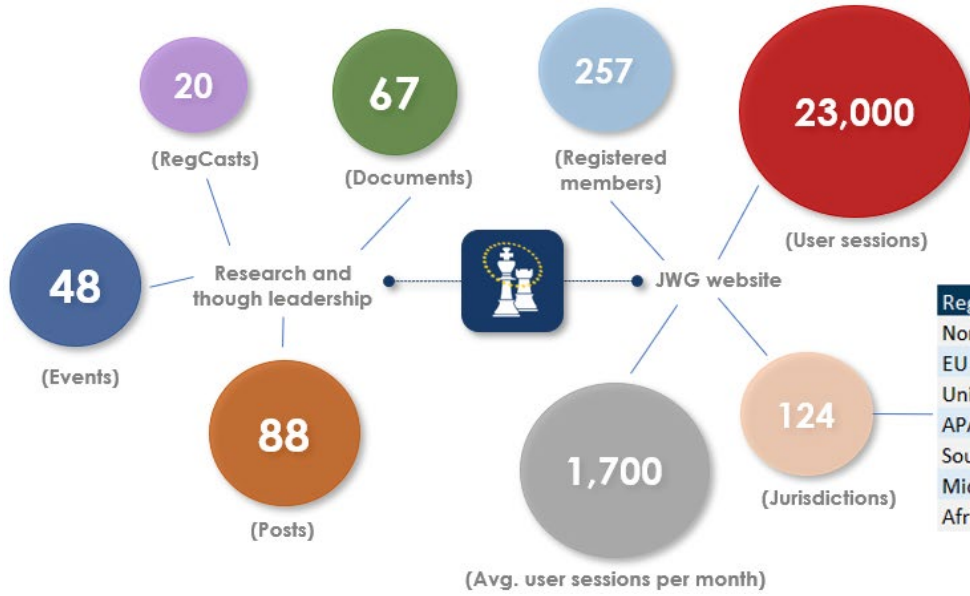 20
(RegCasts)
67
(Documents)
257
(Registered
members)
23,000
(User sessions)
48
(Events)
Research and
though leadership
JWG website
88
(Posts)
1,700
(Avg. user sessions per month)
124
(Jurisdictions)
EU